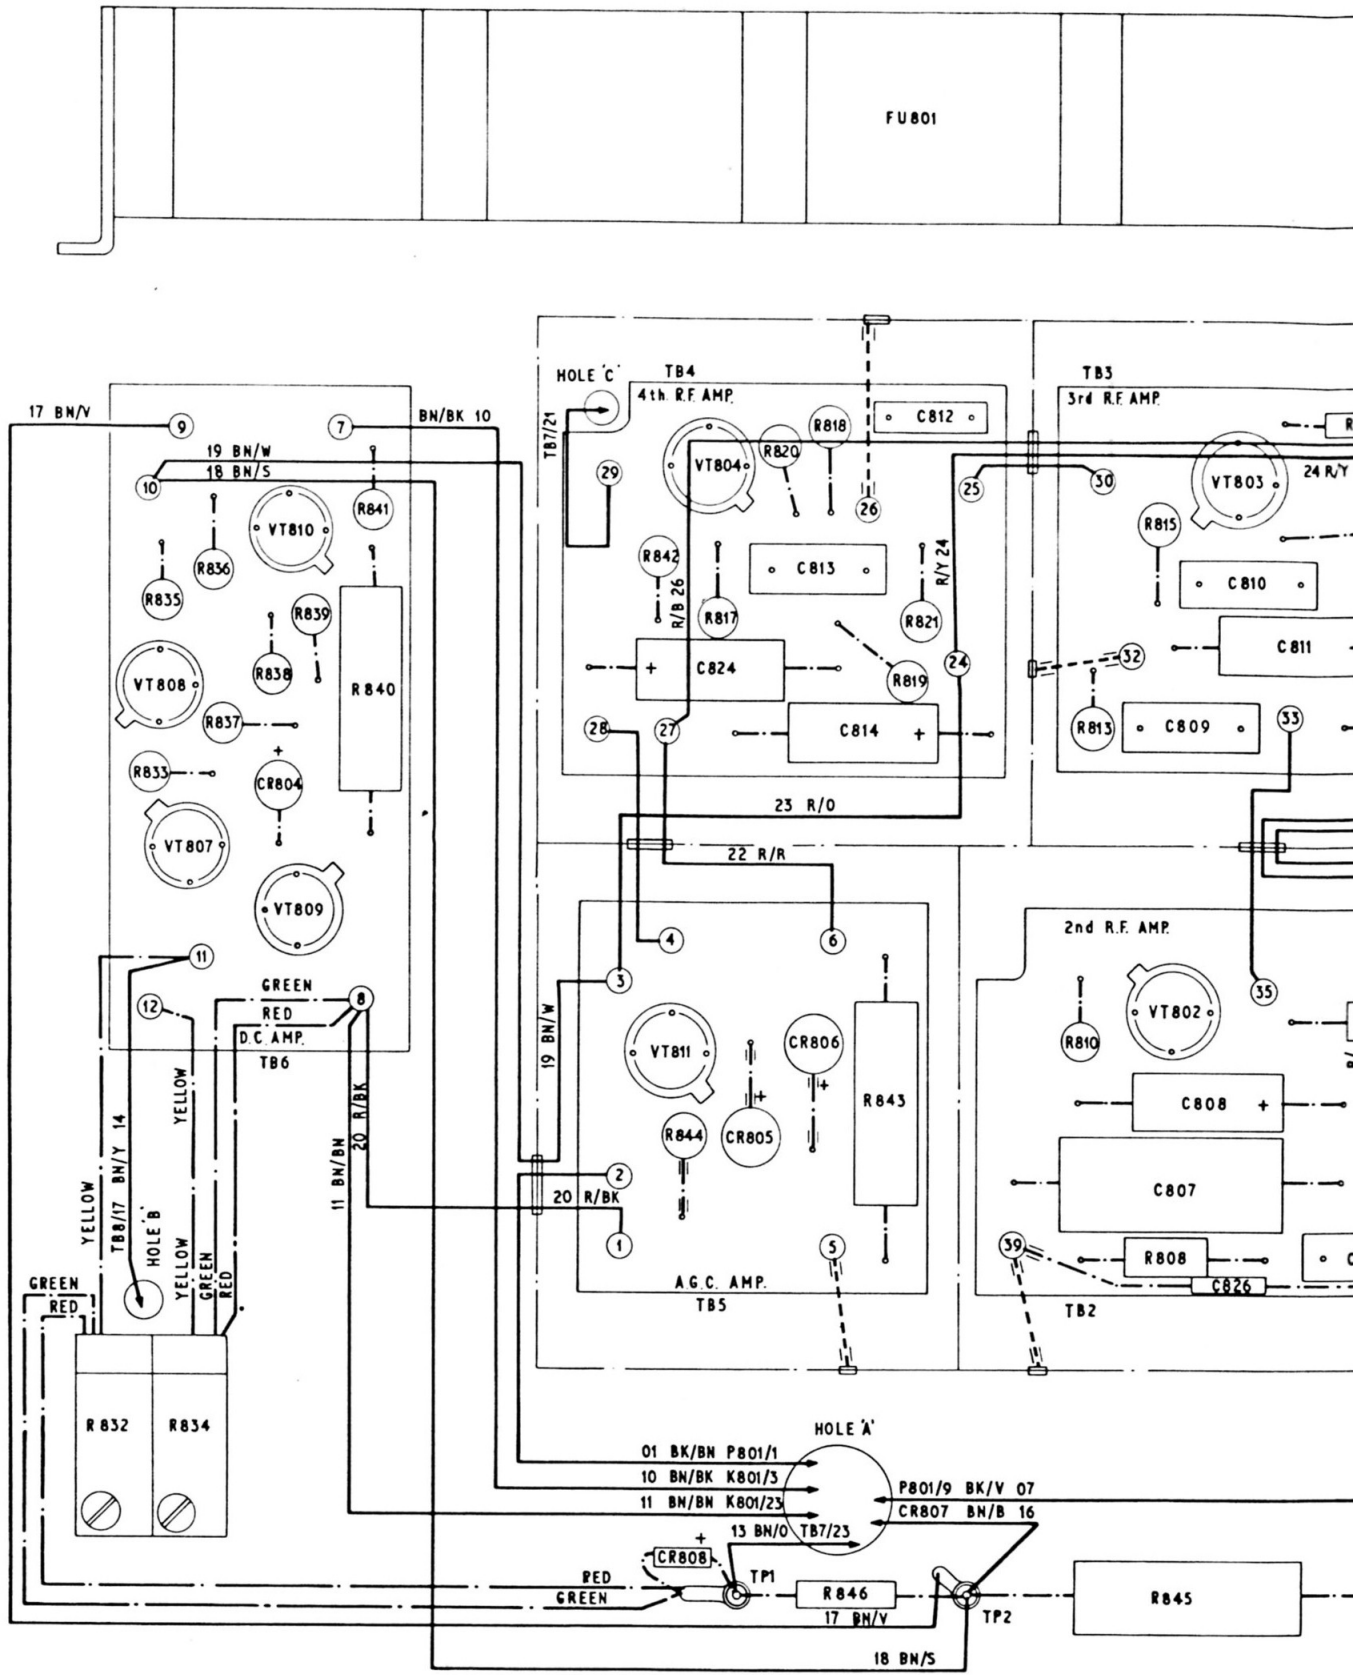 FU801
HOLE 'C'
TB4
4th. R.F. AMP.
TB3
3rd R.F. AMP.
17 BN/V
9
7
BN/BK 10
TB7/21
C812
19 BN/W
18 BN/S
10
29
VT804
R820
R818
26
25
30
VT803
24 R/Y
R841
VT810
R836
R835
R839
R838
R840
VT808
R837
R833
CR804
+
VT807
VT809
R842
R/B 26
R817
C813
R821
R/Y 24
R815
C810
+
C824
R819
24
32
C811
28
27
C814 +
R813
C809
33
23 R/O
22 R/R
11
12
GREEN
8
RED
D.C. AMP.
TB6
4
6
3
19 BN/W
VT811
CR806
+
R844
CR805
+
R843
2nd R.F. AMP.
35
VT802
R810
C808 +
C807
39
R808
C826
TB2
YELLOW
YELLOW
TB8/17 BN/Y 14
HOLE 'B'
YELLOW
GREEN
RED
11 BN/BN
20 R/BK
2
20 R/BK
1
5
A.G.C. AMP.
TB5
GREEN
RED
R832
R834
HOLE 'A'
01 BK/BN P801/1
10 BN/BK K801/3
11 BN/BN K801/23
P801/9 BK/V 07
CR807 BN/B 16
13 BN/O TB7/23
+
CR808
TP1
RED
GREEN
R846
17 BN/V
TP2
R845
18 BN/S